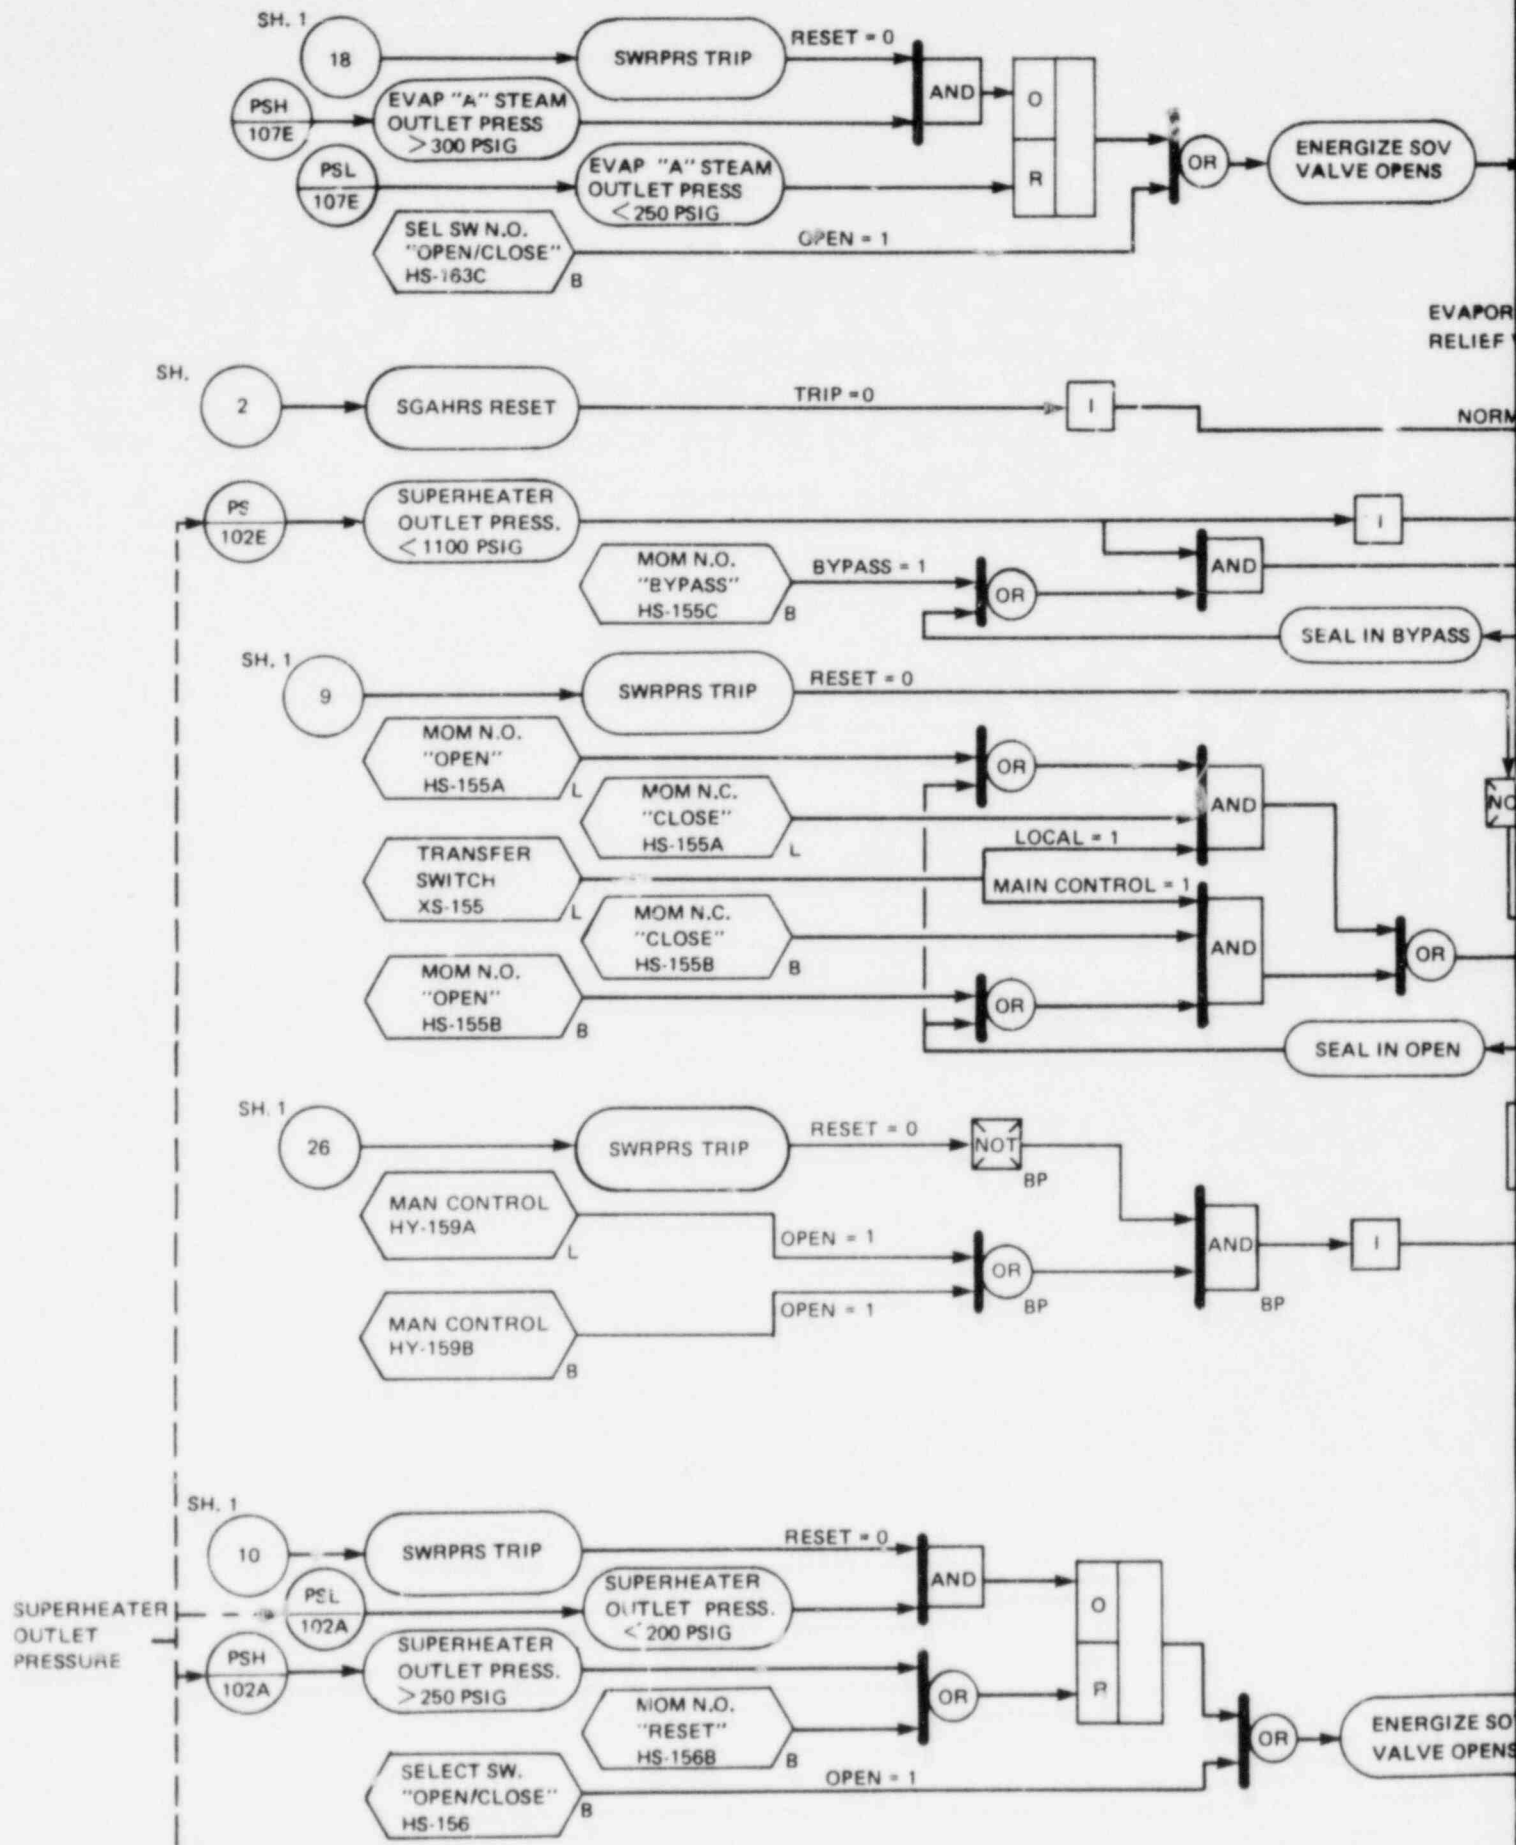 SH. 1
18
SWRPRS TRIP
RESET = 0
PSH
107E
EVAP "A" STEAM
OUTLET PRESS
>300 PSIG
AND
O
R
PSL
107E
EVAP "A" STEAM
OUTLET PRESS
<250 PSIG
OR
ENERGIZE SOV
VALVE OPENS
SEL SW N.O.
"OPEN/CLOSE"
HS-163C
B
OPEN = 1
EVAPOR
RELIEF
SH.
2
SGAHRS RESET
TRIP = 0
I
NORM
PS
102E
SUPERHEATER
OUTLET PRESS.
<1100 PSIG
I
MOM N.O.
"BYPASS"
HS-155C
B
BYPASS = 1
OR
AND
SEAL IN BYPASS
SH. 1
9
SWRPRS TRIP
RESET = 0
MOM N.O.
"OPEN"
HS-155A
L
OR
MOM N.C.
"CLOSE"
HS-155A
L
AND
NO
TRANSFER
SWITCH
XS-155
L
LOCAL = 1
MAIN CONTROL = 1
MOM N.C.
"CLOSE"
HS-155B
B
AND
OR
MOM N.O.
"OPEN"
HS-155B
B
OR
SEAL IN OPEN
SH. 1
26
SWRPRS TRIP
RESET = 0
NOT
BP
MAN CONTROL
HY-159A
L
OPEN = 1
OR
BP
AND
BP
I
MAN CONTROL
HY-159B
B
OPEN = 1
SH. 1
10
SWRPRS TRIP
RESET = 0
AND
SUPERHEATER
OUTLET
PRESSURE
PSL
102A
SUPERHEATER
OUTLET PRESS.
<200 PSIG
O
R
PSH
102A
SUPERHEATER
OUTLET PRESS.
>250 PSIG
OR
MOM N.O.
"RESET"
HS-156B
B
OR
ENERGIZE SO
VALVE OPENS
SELECT SW.
"OPEN/CLOSE"
HS-156
B
OPEN = 1